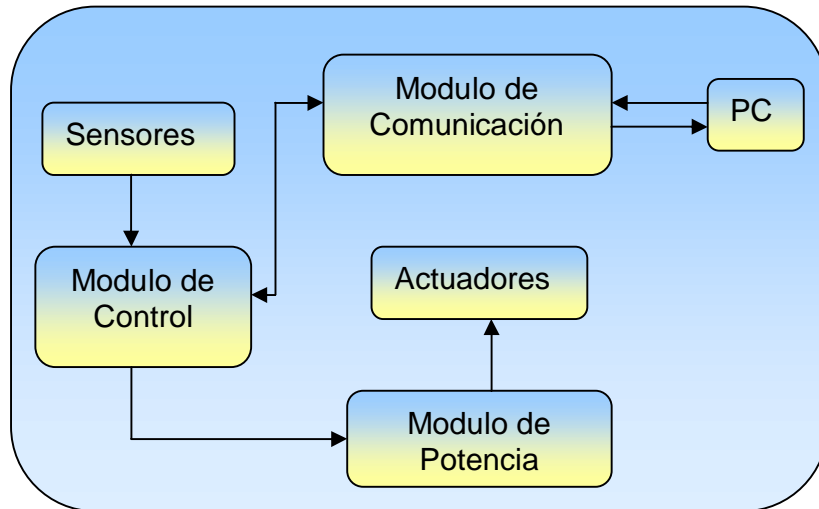 Modulo de
Comunicación
PC
Sensores
Modulo de
Control
Actuadores
Modulo de
Potencia